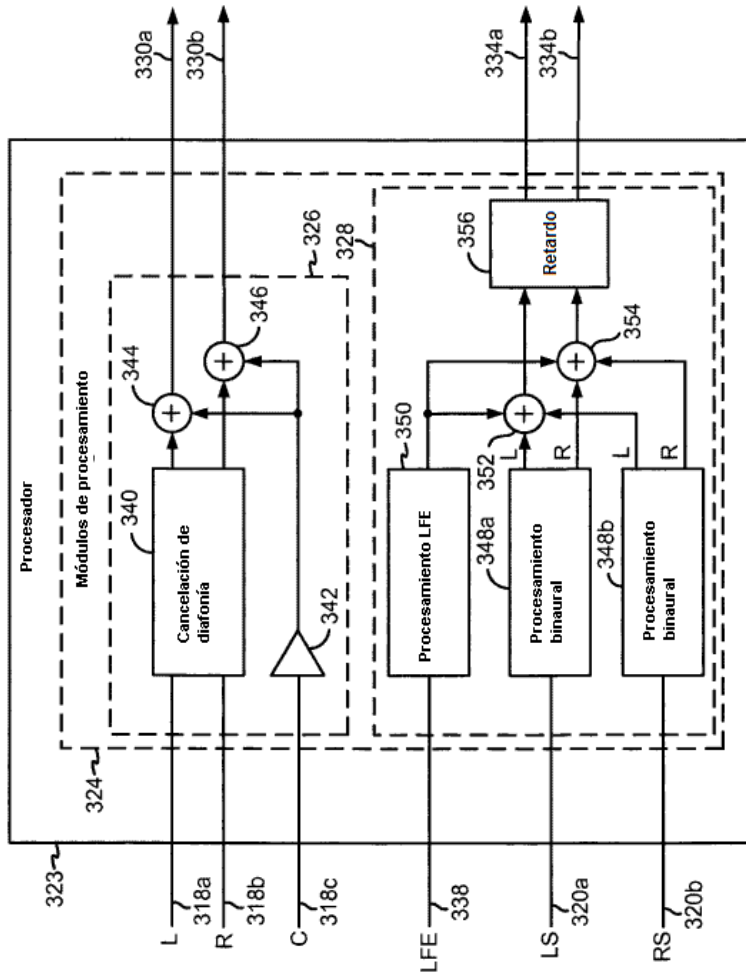 Procesador
Módulos de procesamiento
323
324
326
328
L
318a
R
318b
C
318c
LFE
338
LS
320a
RS
320b
340
Cancelación de
diafonía
342
344
346
330a
330b
350
Procesamiento LFE
348a
Procesamiento
binaural
348b
Procesamiento
binaural
L
R
L
R
352
354
356
Retardo
334a
334b